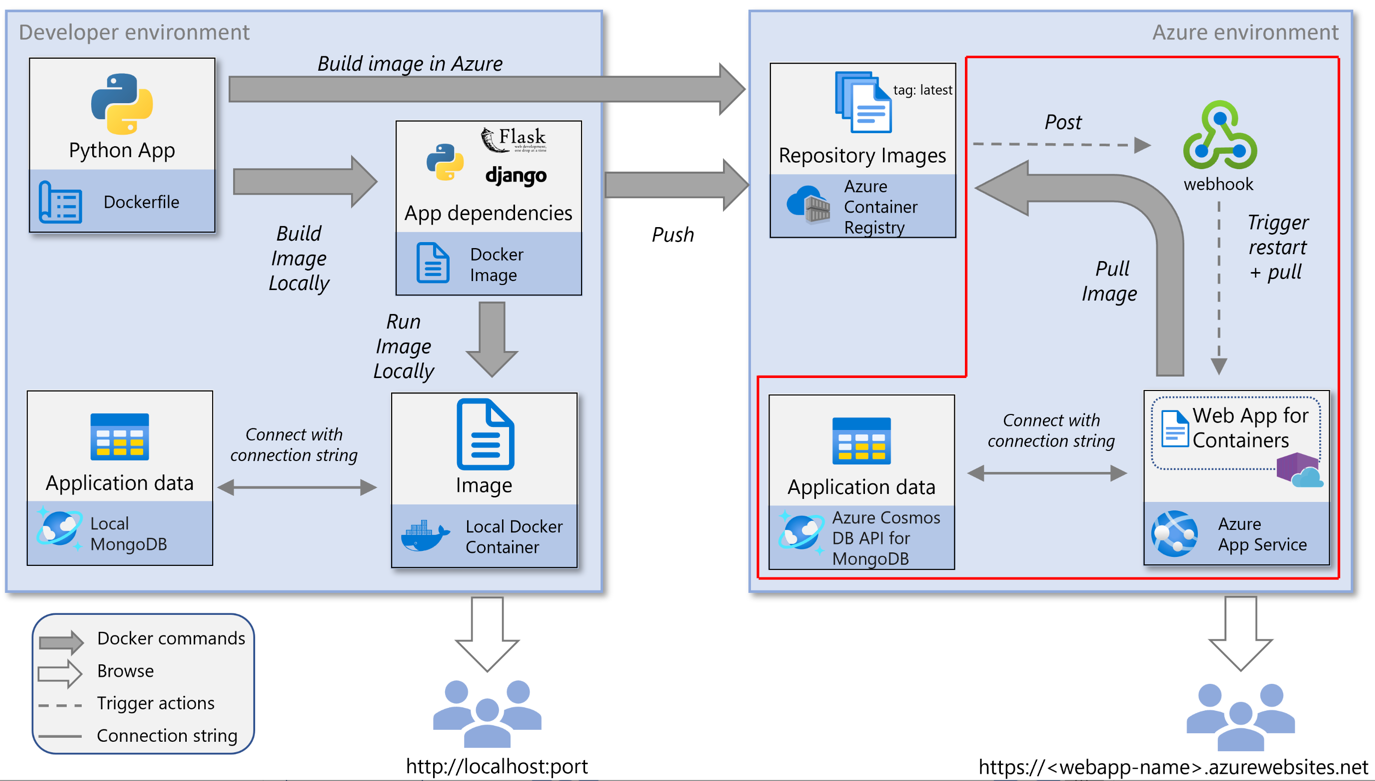 Developer environment
Python App
Dockerfile
Build image in Azure
Build
Image
Locally
Flask
web development,
one drop at a time
django
App dependencies
Docker
Image
Push
Run
Image
Locally
Application data
Local
MongoDB
Connect with
connection string
Image
Local Docker
Container
http://localhost:port
Azure environment
tag: latest
Repository Images
Azure
Container
Registry
Post
webhook
Trigger
restart
+ pull
Pull
Image
Application data
Azure Cosmos
DB API for
MongoDB
Connect with
connection string
Web App for
Containers
Azure
App Service
https://<webapp-name>.azurewebsites.net
Docker commands
Browse
Trigger actions
Connection string